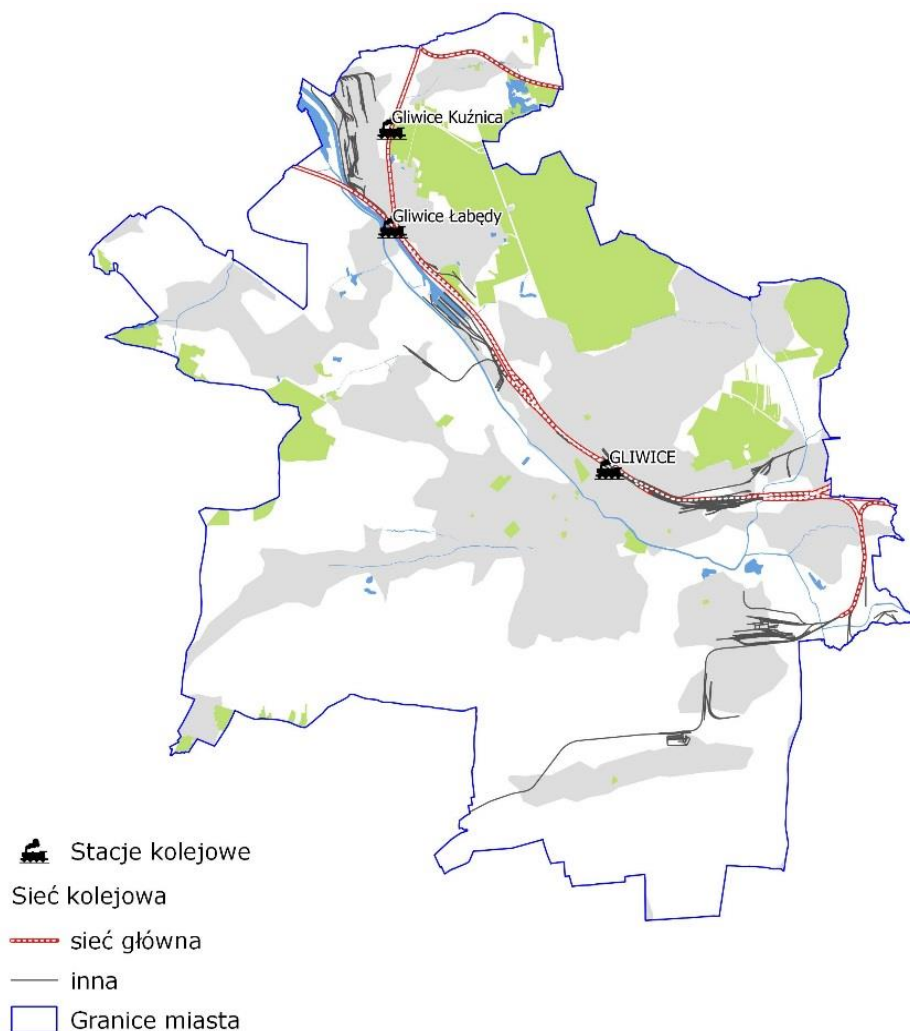 Gliwice Kuźnica
Gliwice Łabędy
GLIWICE
Stacje kolejowe
Sieć kolejowa
sieć główna
inna
Granice miasta